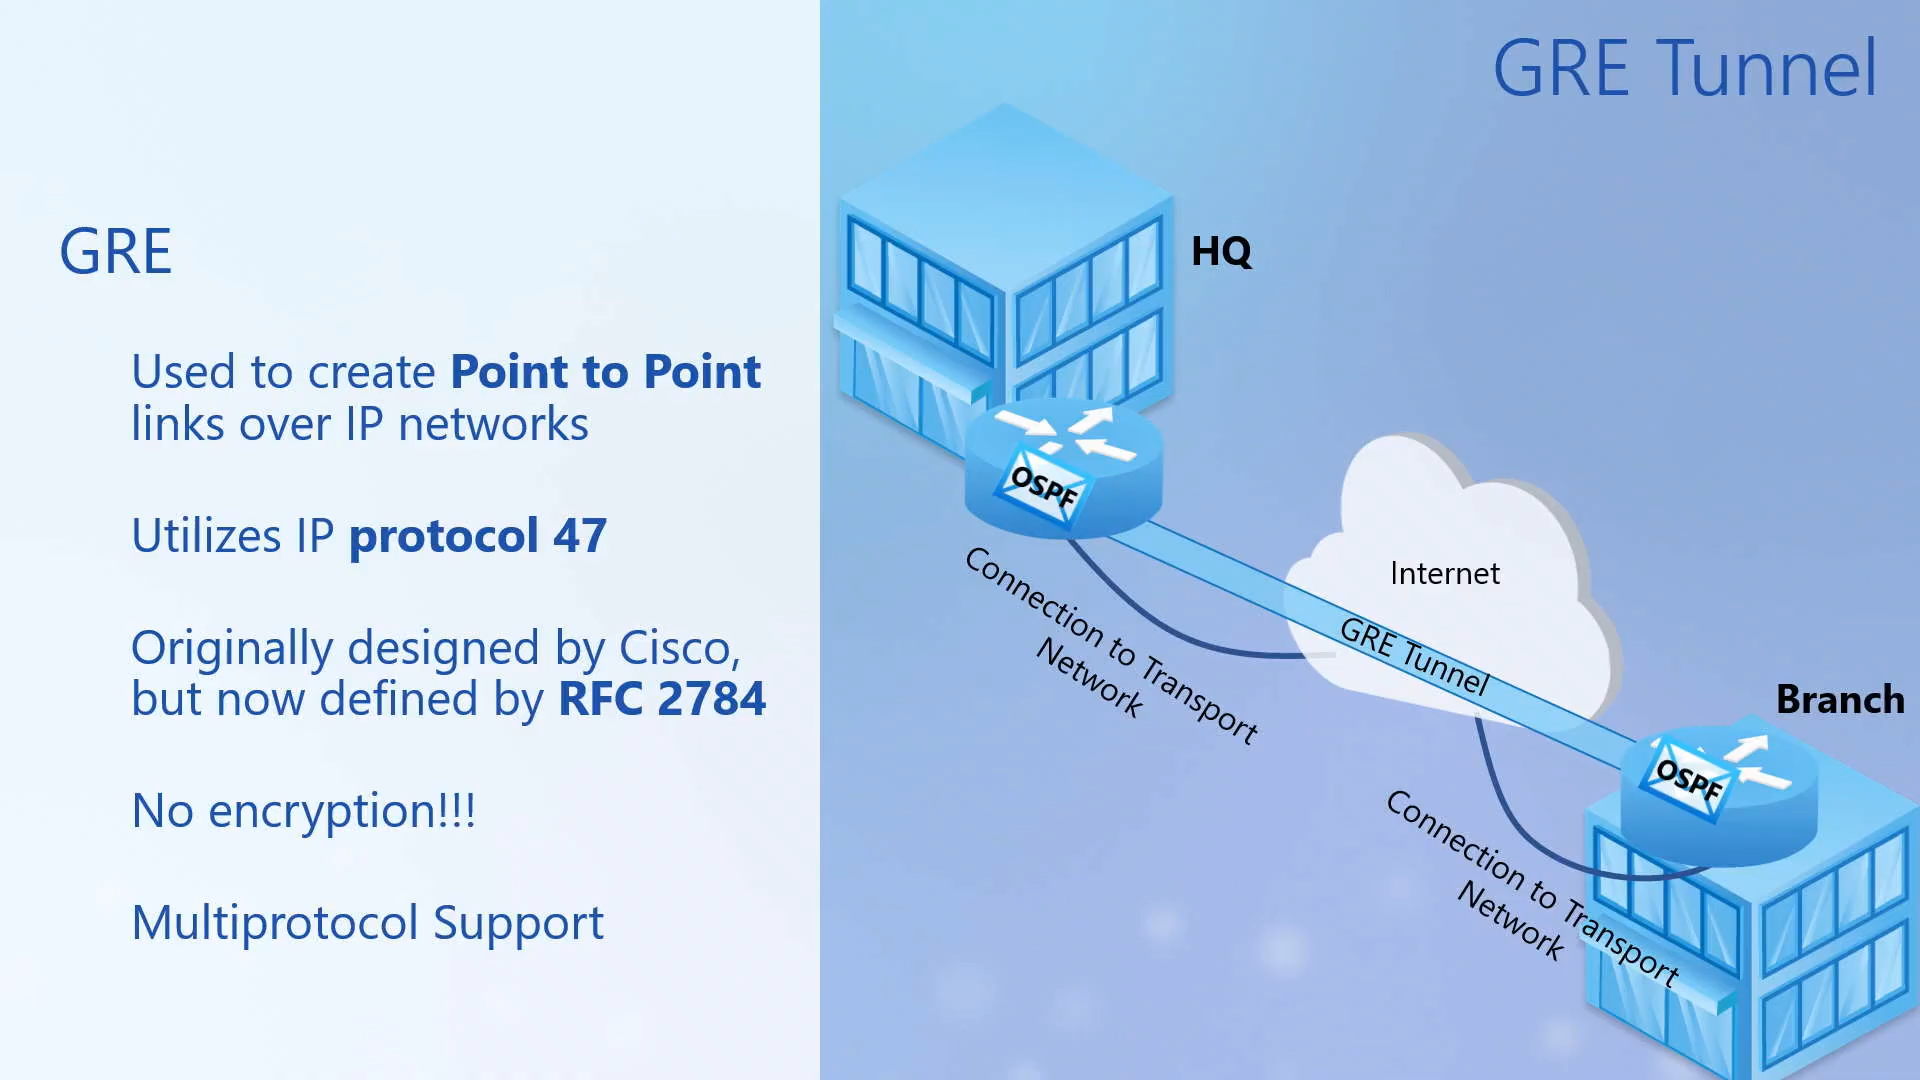 GRE Tunnel
GRE
Used to create Point to Point
links over IP networks
Utilizes IP protocol 47
Originally designed by Cisco,
but now defined by RFC 2784
No encryption!!!
Multiprotocol Support
HQ
OSPF
Connection to Transport
Network
Internet
GRE Tunnel
Branch
OSPF
Connection to Transport
Network